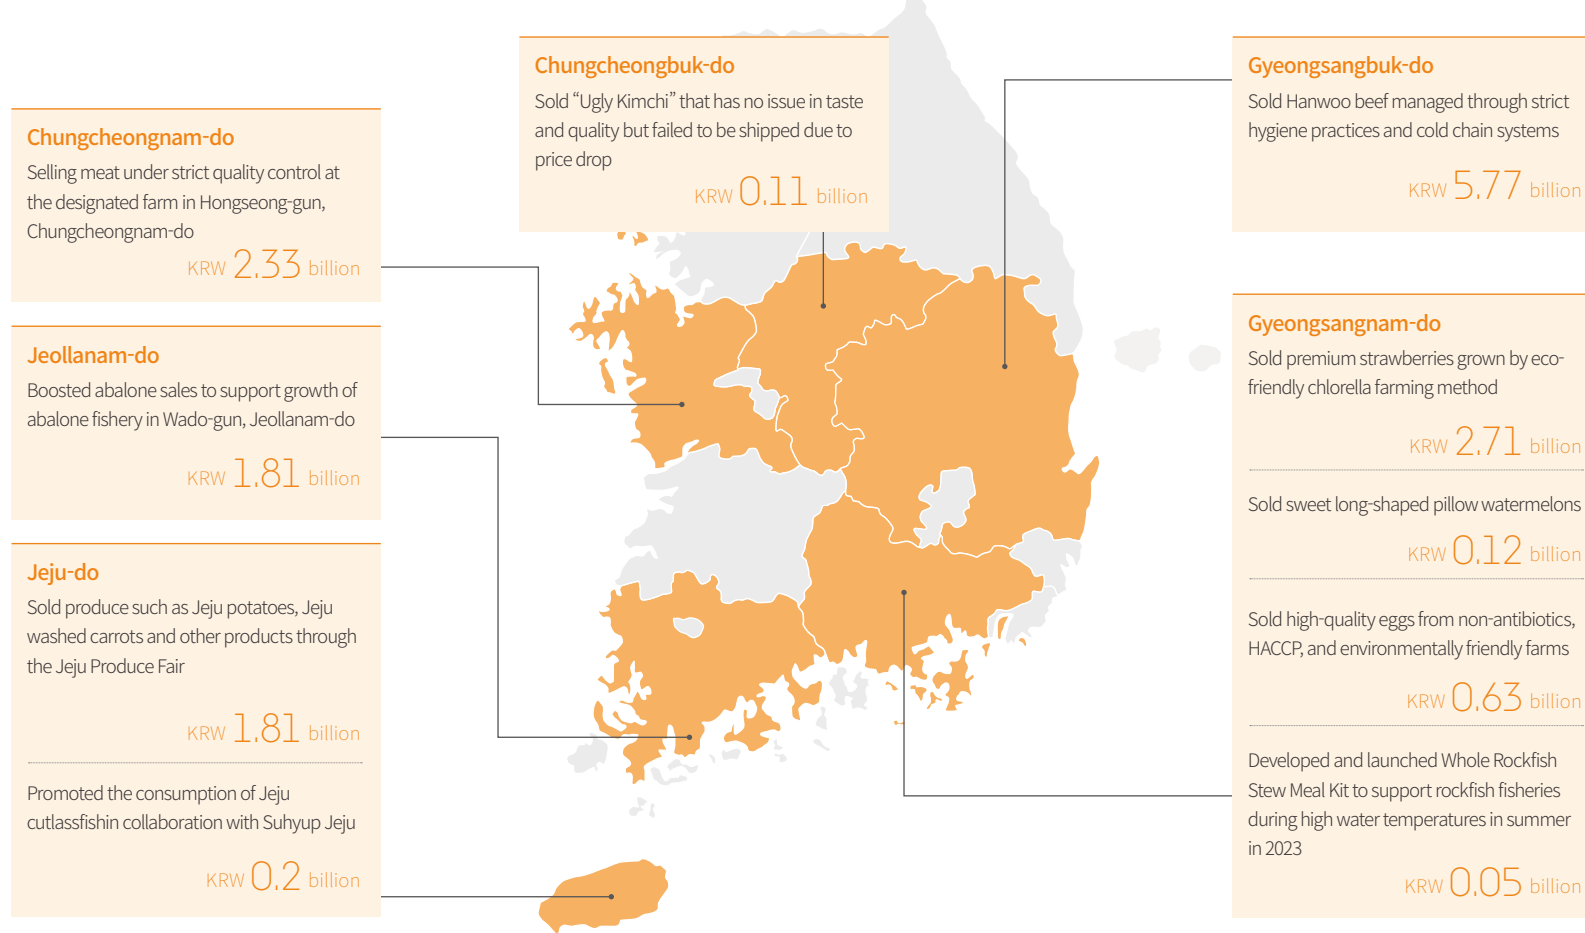 Chungcheongnam-do
Selling meat under strict quality control at
the designated farm in Hongseong-gun,
Chungcheongnam-do
KRW 2.33 billion
Jeollanam-do
Boosted abalone sales to support growth of
abalone fishery in Wado-gun, Jeollanam-do
KRW 1.81 billion
Jeju-do
Sold produce such as Jeju potatoes, Jeju
washed carrots and other products through
the Jeju Produce Fair
KRW 1.81 billion
Promoted the consumption of Jeju
cutlassfishin collaboration with Suhyup Jeju
KRW 0.2 billion
Chungcheongbuk-do
Sold “Ugly Kimchi” that has no issue in taste
and quality but failed to be shipped due to
price drop
KRW 0.11 billion
Gyeongsangbuk-do
Sold Hanwoo beef managed through strict
hygiene practices and cold chain systems
KRW 5.77 billion
Gyeongsangnam-do
Sold premium strawberries grown by eco-
friendly chlorella farming method
KRW 2.71 billion
Sold sweet long-shaped pillow watermelons
KRW 0.12 billion
Sold high-quality eggs from non-antibiotics,
HACCP, and environmentally friendly farms
KRW 0.63 billion
Developed and launched Whole Rockfish
Stew Meal Kit to support rockfish fisheries
during high water temperatures in summer
in 2023
KRW 0.05 billion